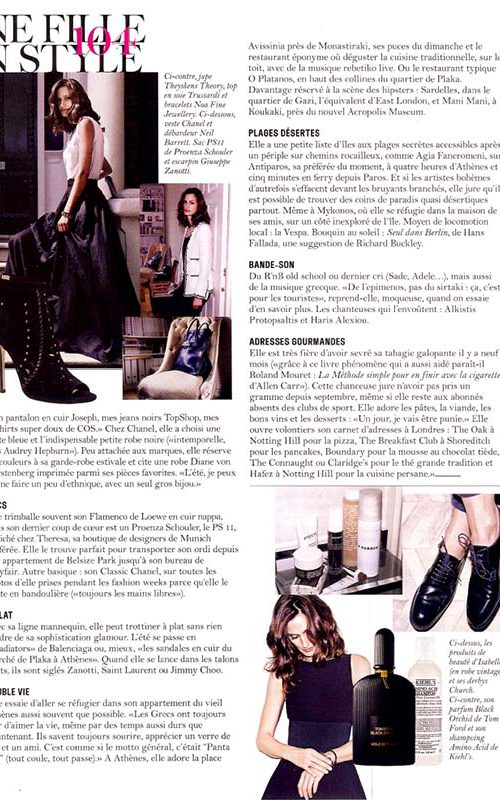 NE FILLE
104
N STYLE
Ci-contre, jupe
Theyskens Theory, top
en soie Trussardi et
bracelets Noa Fine
Jewellery. Ci-dessous,
veste Chanel et
débardeur Neil
Barrett. Sac PS11
de Proenza Schouler
et escarpin Giuseppe
Zanotti.
pantalon en cuir Joseph, mes jeans noirs TopShop, mes
hirts super doux de COS.» Chez Chanel, elle a choisi une
te bleue et l'indispensable petite robe noire («intemporelle,
s Audrey Hepburn»). Peu attachée aux marques, elle réserve
couleurs à sa garde-robe estivale et cite une robe Diane von
rstenberg imprimée parmi ses pièces favorites. «L'été, je peux
ne faire un peu d'ethnique, avec un seul gros bijou.»
CS
trimballe souvent son Flamenco de Loewe en cuir nappa,
is son dernier coup de cœur est un Proenza Schouler, le PS 11,
iché chez Theresa, sa boutique de designers de Munich
férée. Elle le trouve parfait pour transporter son ordi depuis
appartement de Belsize Park jusqu'à son bureau de
yfair. Autre basique : son Classic Chanel, sur toutes les
otos d'elle prises pendant les fashion weeks parce qu'elle le
te en bandoulière («toujours les mains libres»).
LAT
ec sa ligne mannequin, elle peut trottiner à plat sans rien
dre de sa sophistication glamour. L'été se passe en
ladiators» de Balenciaga ou, mieux, «les sandales en cuir du
rché de Plaka à Athènes». Quand elle se lance dans les talons
ts, ils sont siglés Zanotti, Saint Laurent ou Jimmy Choo.
UBLE VIE
e essaie d'aller se réfugier dans son appartement du vieil
ènes aussi souvent que possible. «Les Grecs ont toujours
r d'aimer la vie, même par des temps aussi durs que
intenant. Ils savent toujours sourire, apprécier un verre de
et un ami. C'est comme si le motto général, c'était "Panta
" (tout coule, tout passe).» A Athènes, elle adore la place
Avissinia près de Monastiraki, ses puces du dimanche et le
restaurant éponyme où déguster la cuisine traditionnelle, sur le
toit, avec de la musique rebetiko live. Ou le restaurant typique
O Platanos, en haut des collines du quartier de Plaka.
Davantage réservé à la scène des hipsters : Sardelles, dans le
quartier de Gazi, l'équivalent d'East London, et Mani Mani, à
Koukaki, près du nouvel Acropolis Museum.
PLAGES DÉSERTES
Elle a une petite liste d'îles aux plages secrètes accessibles après
un périple sur chemins rocailleux, comme Agia Faneromeni, su
Antiparos, sa préférée du moment, à quatre heures d'Athènes et
cinq minutes en ferry depuis Paros. Et si les artistes bohèmes
d'autrefois s'effacent devant les bruyants branchés, elle jure qu'il
est possible de trouver des coins de paradis quasi désertiques
partout. Même à Mykonos, où elle se réfugie dans la maison de
ses amis, sur un côté inexploré de l'île. Moyen de locomotion
local : la Vespa. Bouquin au soleil : Seul dans Berlin, de Hans
Fallada, une suggestion de Richard Buckley.
BANDE-SON
Du R'nB old school ou dernier cri (Sade, Adele…), mais aussi
de la musique grecque. «De l'epimenos, pas du sirtaki : ça, c'est
pour les touristes», reprend-elle, moqueuse, quand on essaie
d'en savoir plus. Les chanteuses qui l'envoûtent : Alkistis
Protopsaltis et Haris Alexiou.
ADRESSES GOURMANDES
Elle est très fière d'avoir sevré sa tabagie galopante il y a neuf
mois («grâce à ce livre phénomène qui a aussi aidé paraît-il
Roland Mouret : La Méthode simple pour en finir avec la cigarette
d'Allen Carr»). Cette chanceuse jure n'avoir pas pris un
gramme depuis septembre, même si elle reste aux abonnés
absents des clubs de sport. Elle adore les pâtes, la viande, les
bons vins et les desserts : «Un jour, je vais être punie.» Elle
ouvre volontiers son carnet d'adresses à Londres : The Oak à
Notting Hill pour la pizza, The Breakfast Club à Shoreditch
pour les pancakes, Boundary pour la mousse au chocolat tiède,
The Connaught ou Claridge's pour le thé grande tradition et
Hafez à Notting Hill pour la cuisine persane.»
Ci-dessus, les
produits de
beauté d'Isabell
(en robe vintage
et ses derbys
Church.
Ci-contre, son
parfum Black
Orchid de Tom
Ford et son
shampoing
Amino Acid de
Kiehl's.
TOM FORD
KIEHL'S